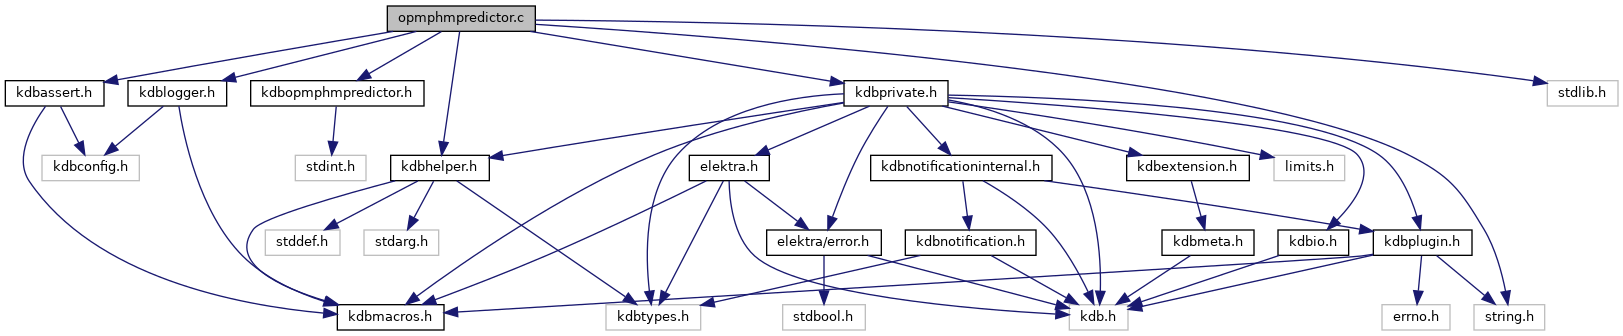 opmphmpredictor.c
kdbassert.h
kdblogger.h
kdbopmphmpredictor.h
kdbprivate.h
stdlib.h
kdbconfig.h
stdint.h
kdbhelper.h
elektra.h
kdbnotificationinternal.h
kdbextension.h
limits.h
stddef.h
stdarg.h
elektra/error.h
kdbnotification.h
kdbmeta.h
kdbio.h
kdbplugin.h
kdbmacros.h
kdbtypes.h
stdbool.h
kdb.h
errno.h
string.h